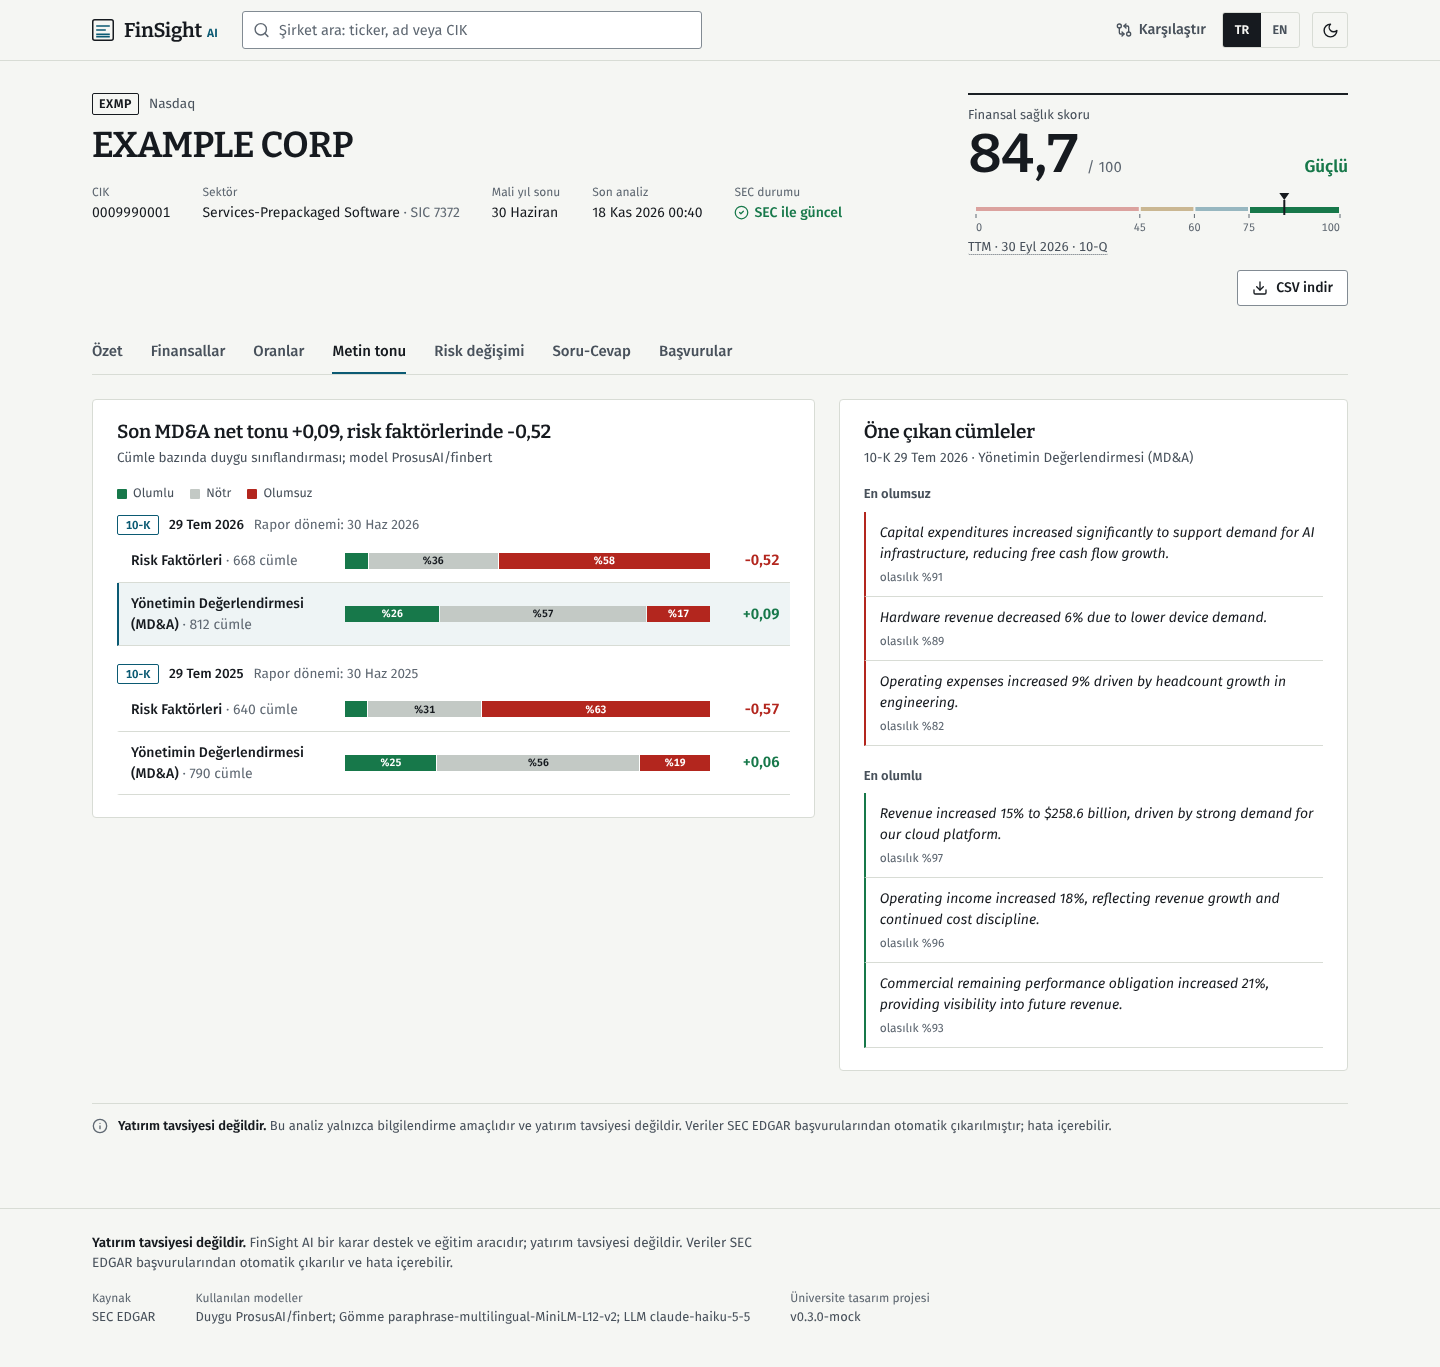 FinSight AI
Şirket ara: ticker, ad veya CIK
Karşılaştır
TR
EN
EXMP
Nasdaq
EXAMPLE CORP
CIK
0009990001
Sektör
Services-Prepackaged Software · SIC 7372
Mali yıl sonu
30 Haziran
Son analiz
18 Kas 2026 00:40
SEC durumu
SEC ile güncel
Finansal sağlık skoru
84,7 / 100
Güçlü
0 45 60 75 100
TTM · 30 Eyl 2026 · 10-Q
CSV indir
Özet
Finansallar
Oranlar
Metin tonu
Risk değişimi
Soru-Cevap
Başvurular
Son MD&A net tonu +0,09, risk faktörlerinde -0,52
Cümle bazında duygu sınıflandırması; model ProsusAI/finbert
Olumlu
Nötr
Olumsuz
10-K 29 Tem 2026 Rapor dönemi: 30 Haz 2026
Risk Faktörleri · 668 cümle
%36 %58 -0,52
Yönetimin Değerlendirmesi
(MD&A) · 812 cümle
%26 %57 %17 +0,09
10-K 29 Tem 2025 Rapor dönemi: 30 Haz 2025
Risk Faktörleri · 640 cümle
%31 %63 -0,57
Yönetimin Değerlendirmesi
(MD&A) · 790 cümle
%25 %56 %19 +0,06
Öne çıkan cümleler
10-K 29 Tem 2026 · Yönetimin Değerlendirmesi (MD&A)
En olumsuz
Capital expenditures increased significantly to support demand for AI
infrastructure, reducing free cash flow growth.
olasılık %91
Hardware revenue decreased 6% due to lower device demand.
olasılık %89
Operating expenses increased 9% driven by headcount growth in
engineering.
olasılık %82
En olumlu
Revenue increased 15% to $258.6 billion, driven by strong demand for
our cloud platform.
olasılık %97
Operating income increased 18%, reflecting revenue growth and
continued cost discipline.
olasılık %96
Commercial remaining performance obligation increased 21%,
providing visibility into future revenue.
olasılık %93
Yatırım tavsiyesi değildir. Bu analiz yalnızca bilgilendirme amaçlıdır ve yatırım tavsiyesi değildir. Veriler SEC EDGAR başvurularından otomatik çıkarılmıştır; hata içerebilir.
Yatırım tavsiyesi değildir. FinSight AI bir karar destek ve eğitim aracıdır; yatırım tavsiyesi değildir. Veriler SEC
EDGAR başvurularından otomatik çıkarılır ve hata içerebilir.
Kaynak
SEC EDGAR
Kullanılan modeller
Duygu ProsusAI/finbert; Gömme paraphrase-multilingual-MiniLM-L12-v2; LLM claude-haiku-5-5
Üniversite tasarım projesi
v0.3.0-mock